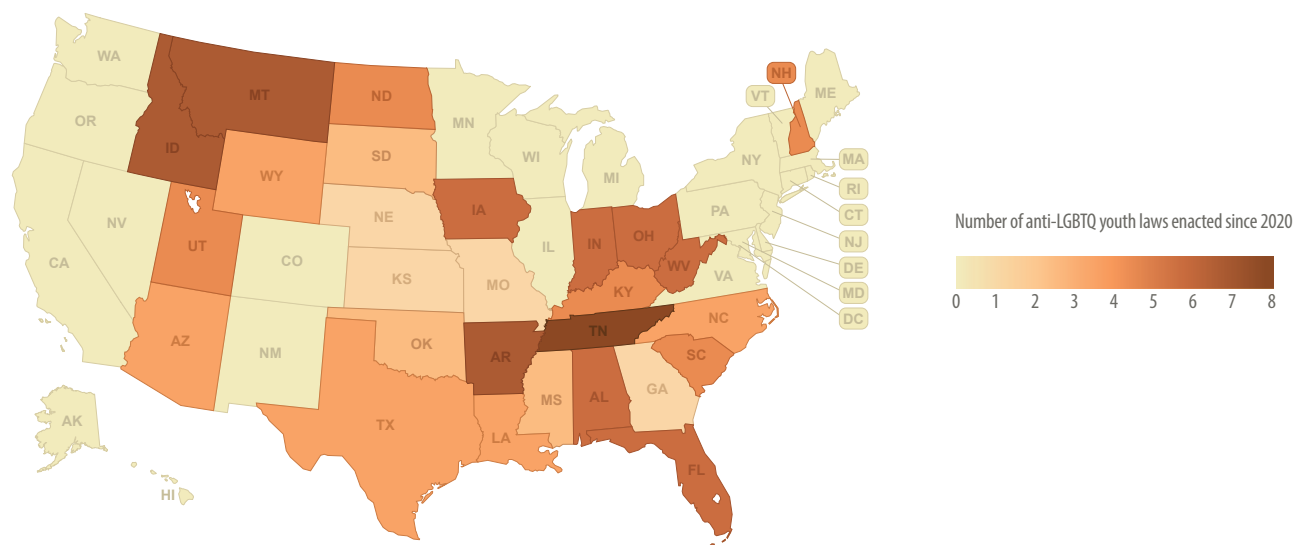 WA
OR
CA
NV
ID
MT
WY
UT
AZ
CO
NM
ND
SD
NE
KS
OK
TX
MN
IA
MO
AR
LA
WI
IL
MI
IN
OH
KY
TN
MS
AL
GA
FL
SC
NC
WV
VA
PA
NY
VT
NH
ME
MA
RI
CT
NJ
DE
MD
DC
AK
HI
Number of anti-LGBTQ youth laws enacted since 2020
0 1 2 3 4 5 6 7 8